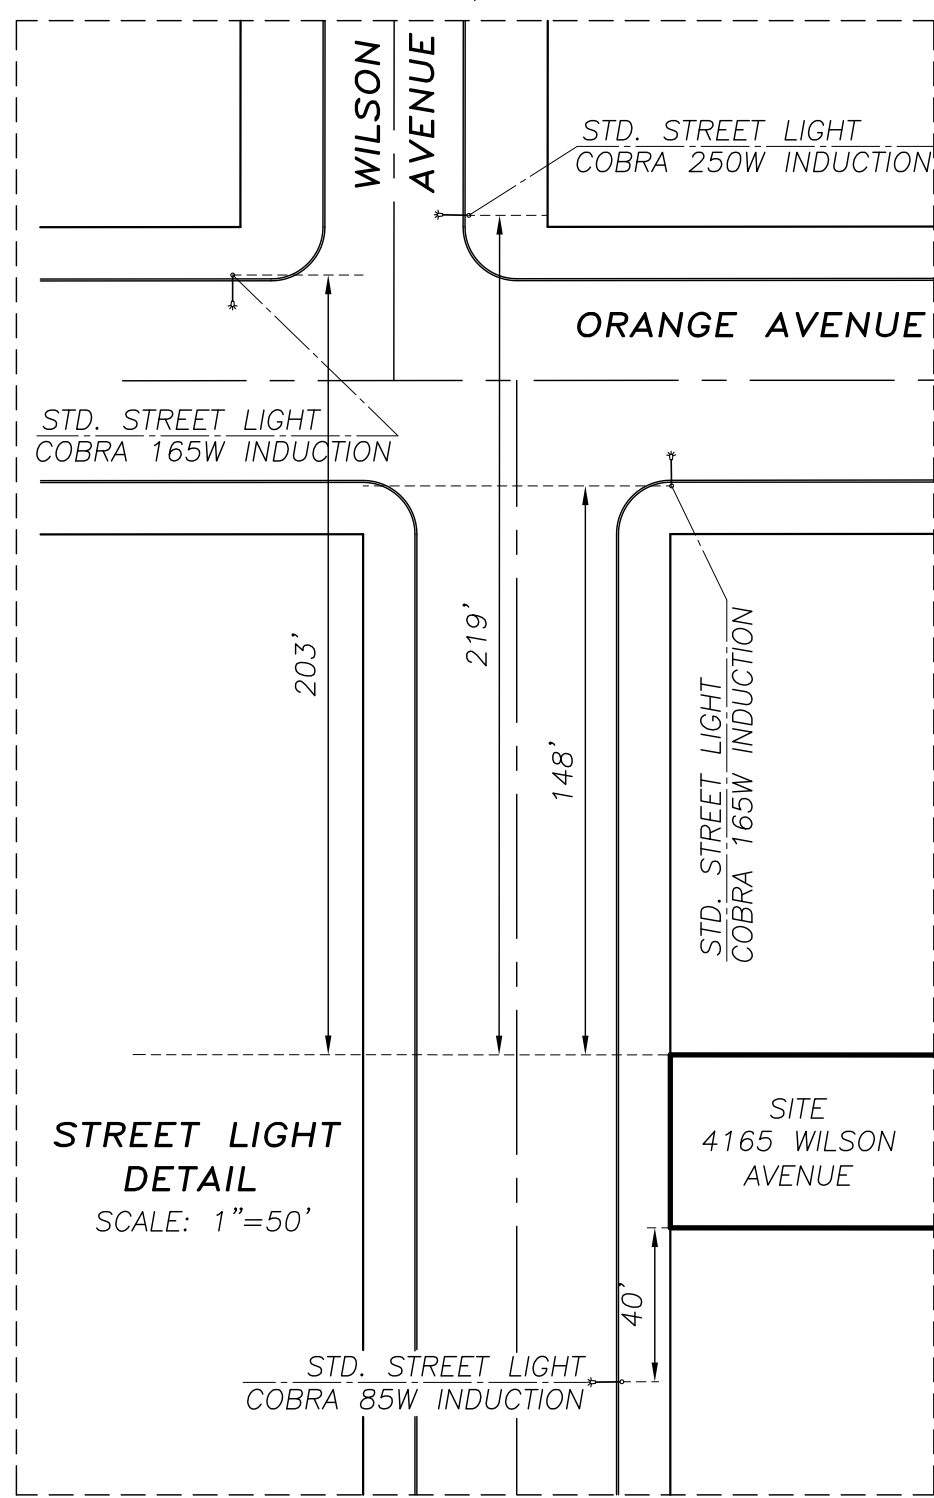 WILSON
AVENUE
STD. STREET LIGHT
COBRA 250W INDUCTION
ORANGE AVENUE
STD. STREET LIGHT
COBRA 165W INDUCTION
203'
219'
148'
STD. STREET LIGHT
COBRA 165W INDUCTION
STREET LIGHT
DETAIL
SCALE: 1"=50'
SITE
4165 WILSON
AVENUE
40'
STD. STREET LIGHT
COBRA 85W INDUCTION